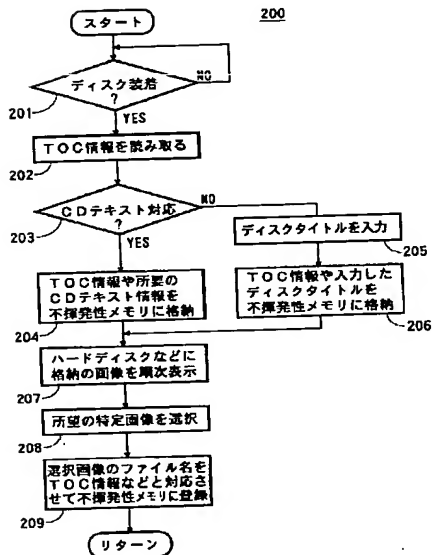 200
スタート
ディスク装着
?
NO
201
YES
TOC情報を読み取る
202
CDテキスト対応
?
NO
203
YES
ディスクタイトルを入力
205
TOC情報や所要の
CDテキスト情報を
不揮発性メモリに格納
204
TOC情報や入力した
ディスクタイトルを
不揮発性メモリに格納
206
ハードディスクなどに
格納の画像を順次表示
207
所望の特定画像を選択
208
選択画像のファイル名を
TOC情報などと対応さ
せて不揮発性メモリに登録
209
リターン